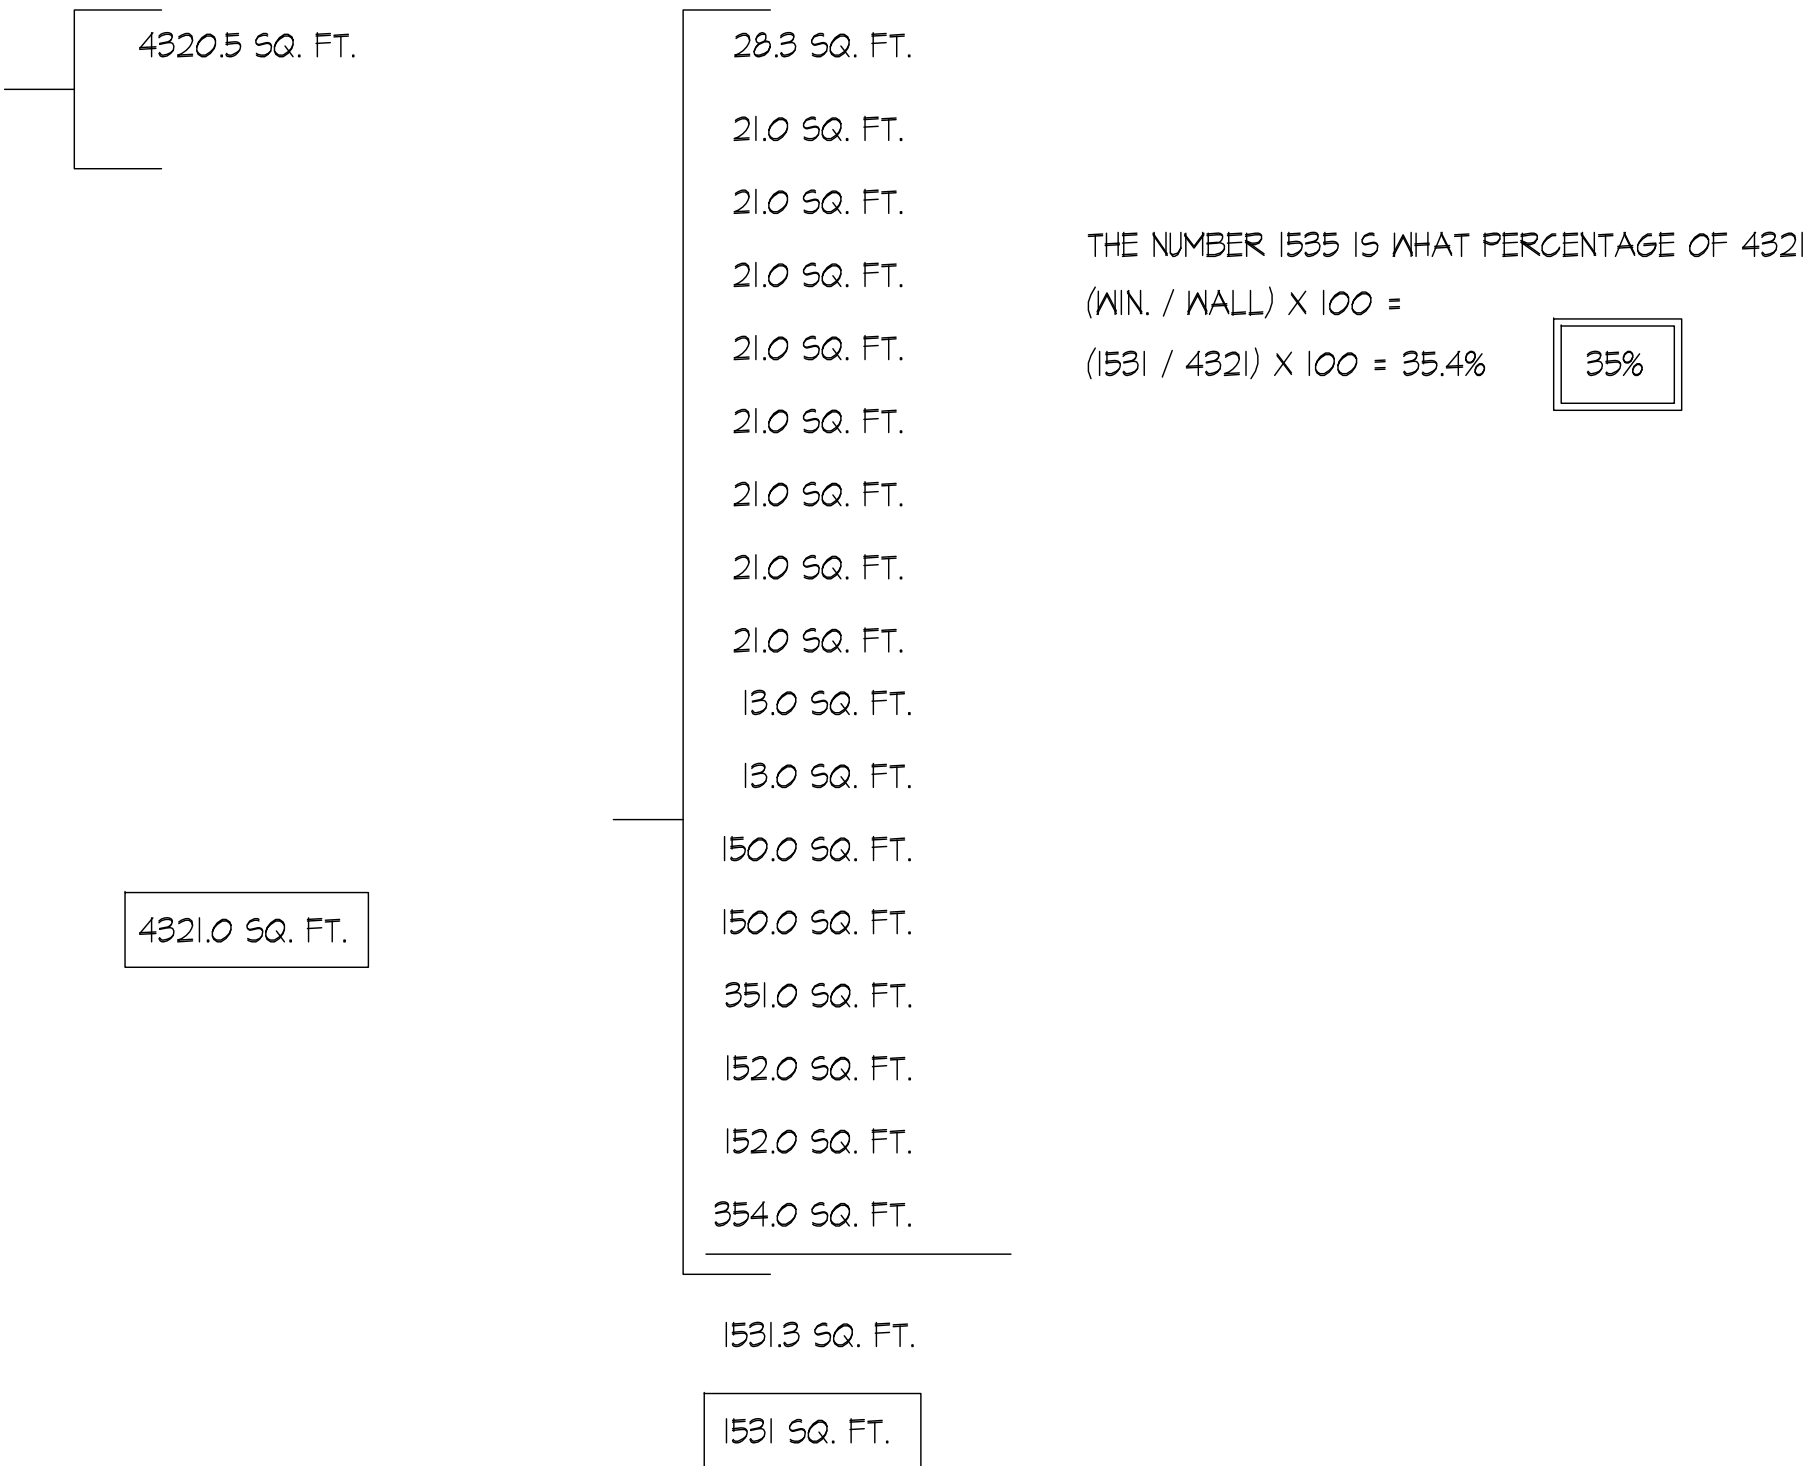 4320.5 SQ. FT.
4321.0 SQ. FT.
28.3 SQ. FT.
21.0 SQ. FT.
21.0 SQ. FT.
21.0 SQ. FT.
21.0 SQ. FT.
21.0 SQ. FT.
21.0 SQ. FT.
21.0 SQ. FT.
21.0 SQ. FT.
13.0 SQ. FT.
13.0 SQ. FT.
150.0 SQ. FT.
150.0 SQ. FT.
351.0 SQ. FT.
152.0 SQ. FT.
152.0 SQ. FT.
354.0 SQ. FT.
1531.3 SQ. FT.
1531 SQ. FT.
THE NUMBER 1535 IS WHAT PERCENTAGE OF 4321
(WIN. / WALL) X 100 =
(1531 / 4321) X 100 = 35.4%
35%